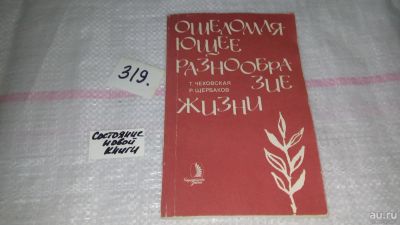 319.
Состояние
новой
книги
ОШЕЛОМЛЯ
ЮЩЕЕ
РАЗНООБРА
ЗИЕ
ЖИЗНИ
Т. ЧЕХОВСКАЯ
Р. ЩЕРБАКОВ
au.ru